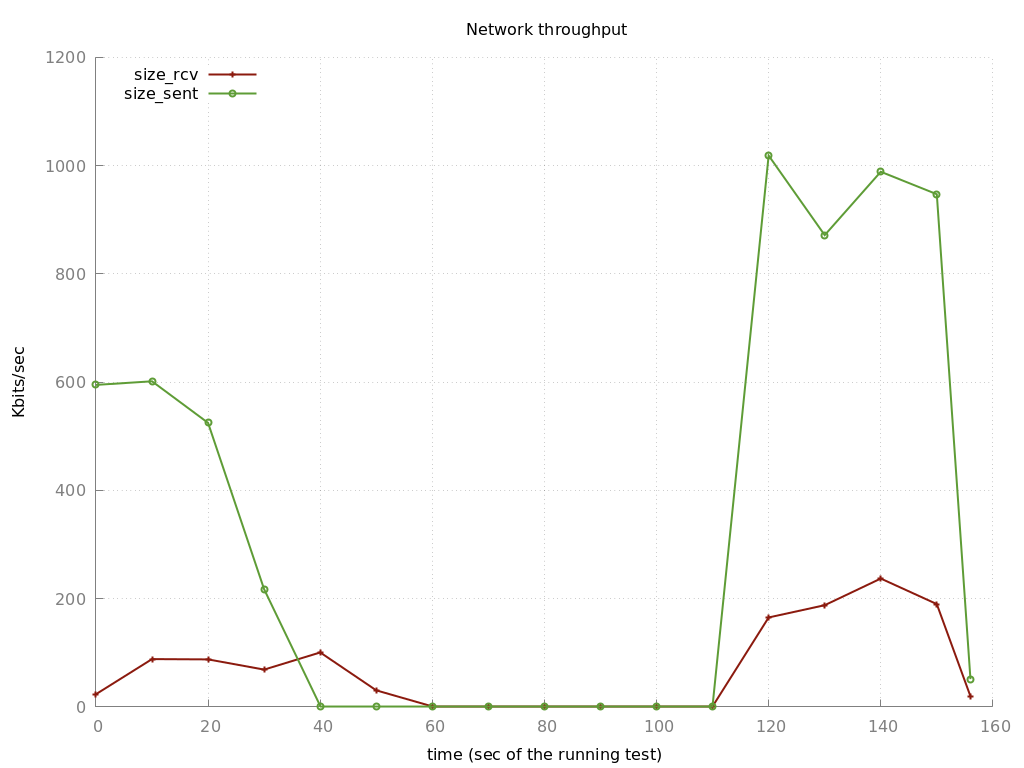 Network throughput
1200
size_rcv
size_sent
1000
800
600
Kbits/sec
400
200
0
0 20 40 60 80 100 120 140 160
time (sec of the running test)